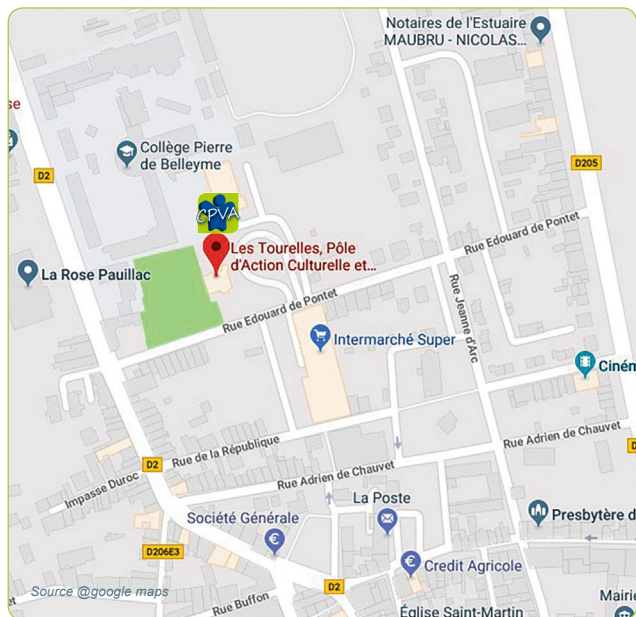 Notaires de l'Estuaire
MAUBRU - NICOLAS...
se
Collège Pierre
de Belleyme
D2
D205
CPVA
Les Tourelles, Pôle
d'Action Culturelle et...
Rue Edouard de Pontet
La Rose Pauillac
Rue Edouard de Pontet
Rue Jeanne d'Arc
Intermarché Super
Ciném
Rue Adrien de Chauvet
D
Rue de la République
D2
Impasse Duroc
Rue Adrien de Chauvet
La Poste
Société Générale
Presbytère d
D206E3
Credit Agricole
Source @google maps
D2
Rue Buffon
Mairie
Église Saint-Martin